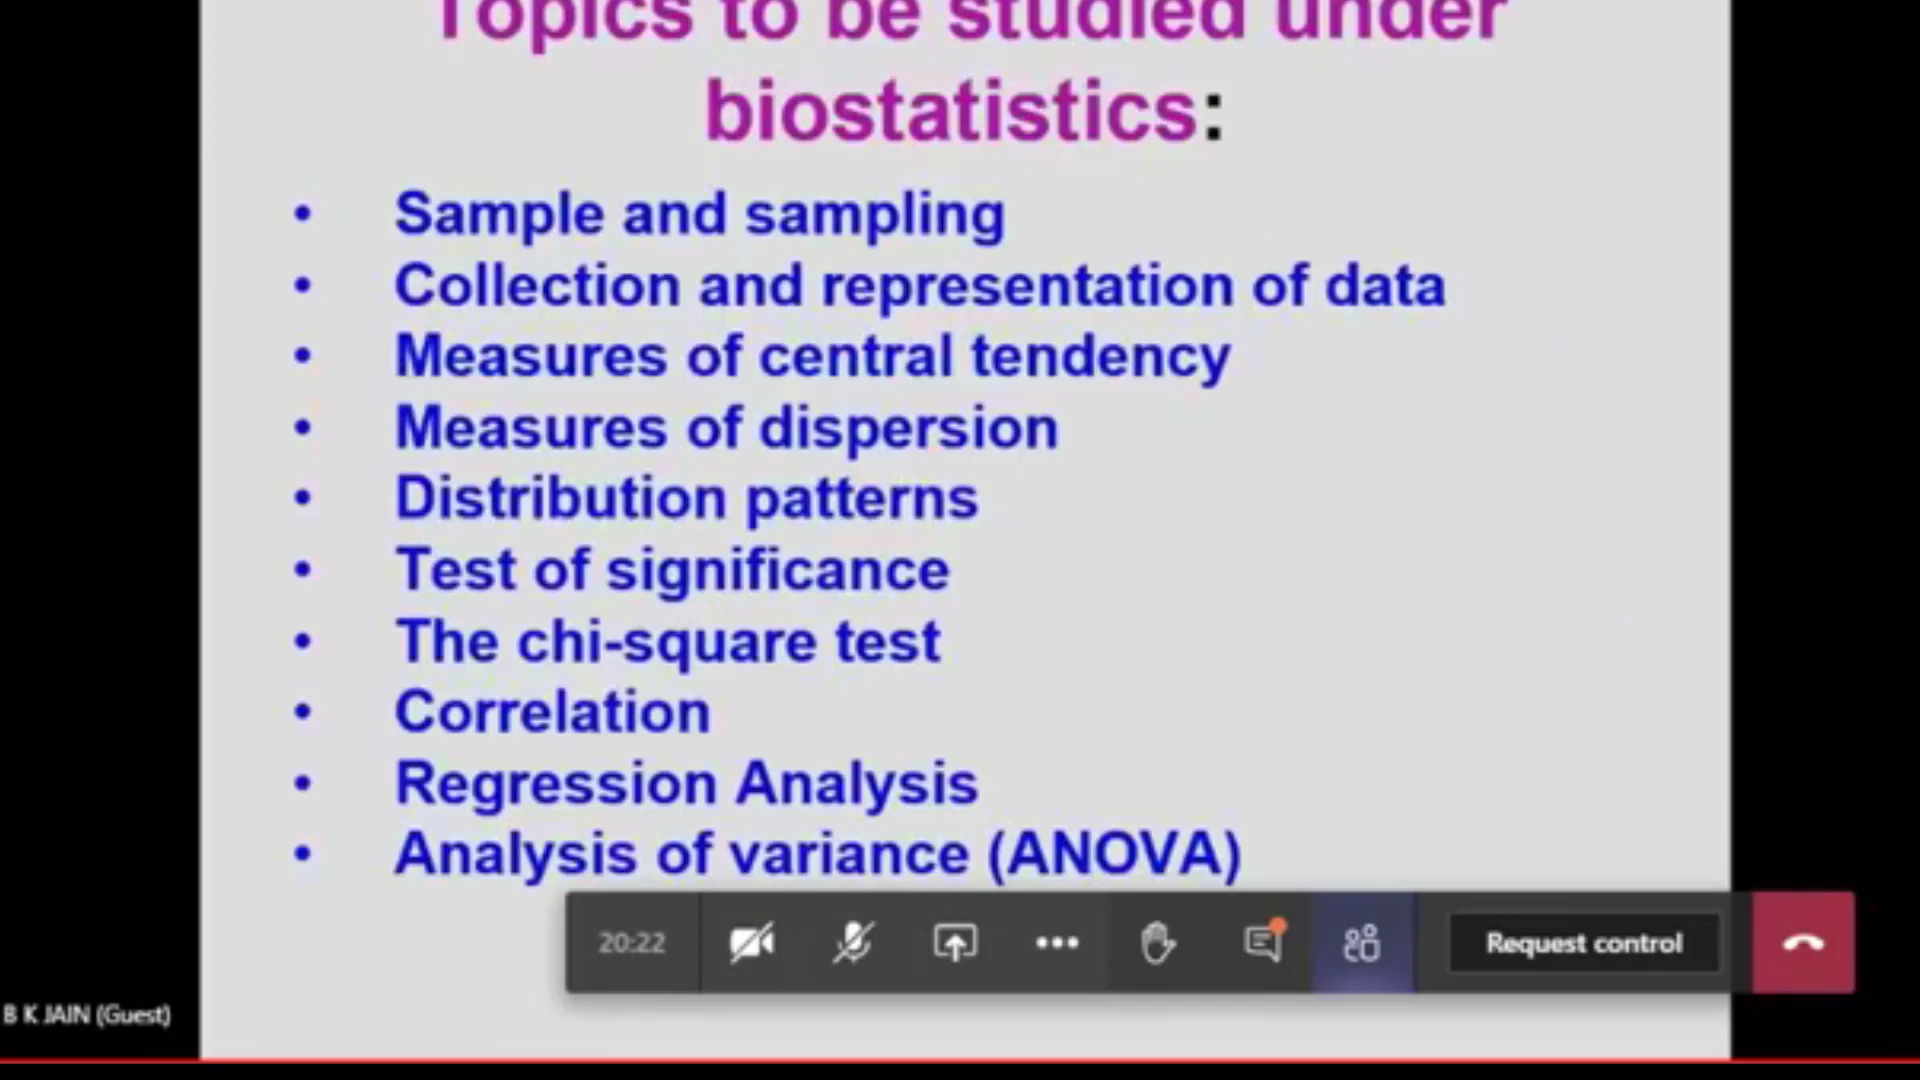 Topics to be studied under
biostatistics:
• Sample and sampling
• Collection and representation of data
• Measures of central tendency
• Measures of dispersion
• Distribution patterns
• Test of significance
• The chi-square test
• Correlation
• Regression Analysis
• Analysis of variance (ANOVA)
20:22
Request control
B K JAIN (Guest)